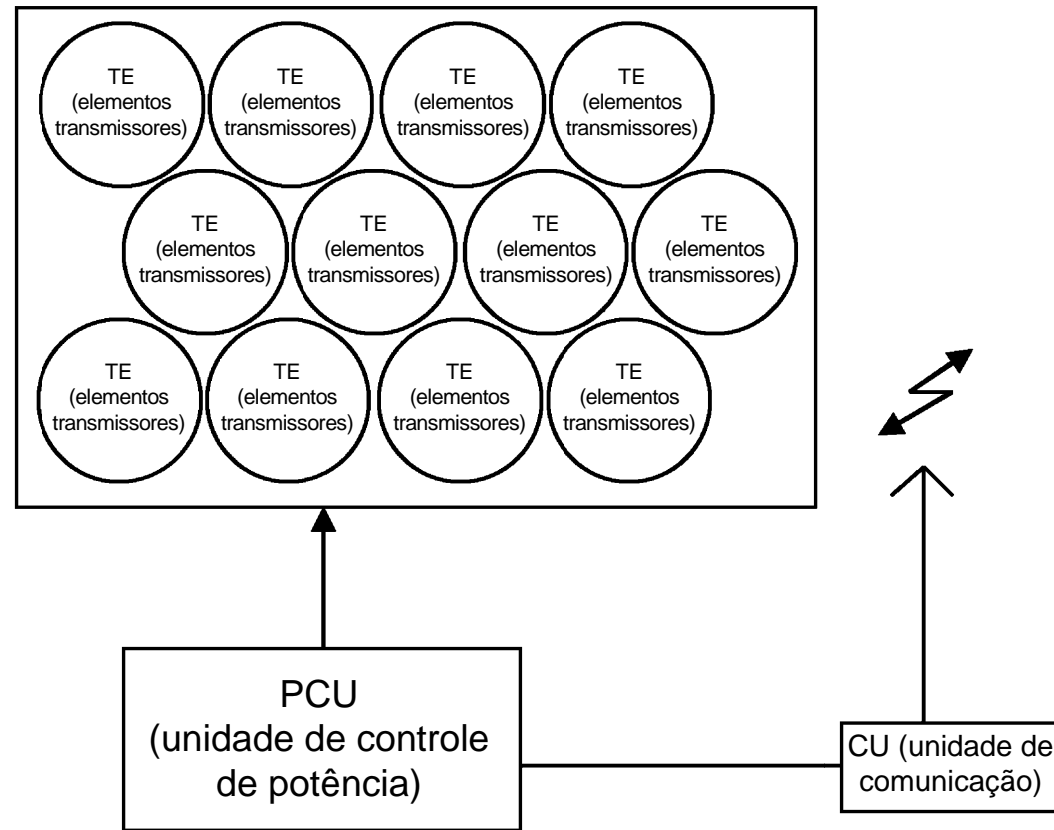 TE
(elementos
transmissores)
TE
(elementos
transmissores)
TE
(elementos
transmissores)
TE
(elementos
transmissores)
TE
(elementos
transmissores)
TE
(elementos
transmissores)
TE
(elementos
transmissores)
TE
(elementos
transmissores)
TE
(elementos
transmissores)
TE
(elementos
transmissores)
TE
(elementos
transmissores)
TE
(elementos
transmissores)
PCU
(unidade de controle
de potência)
CU (unidade de
comunicação)